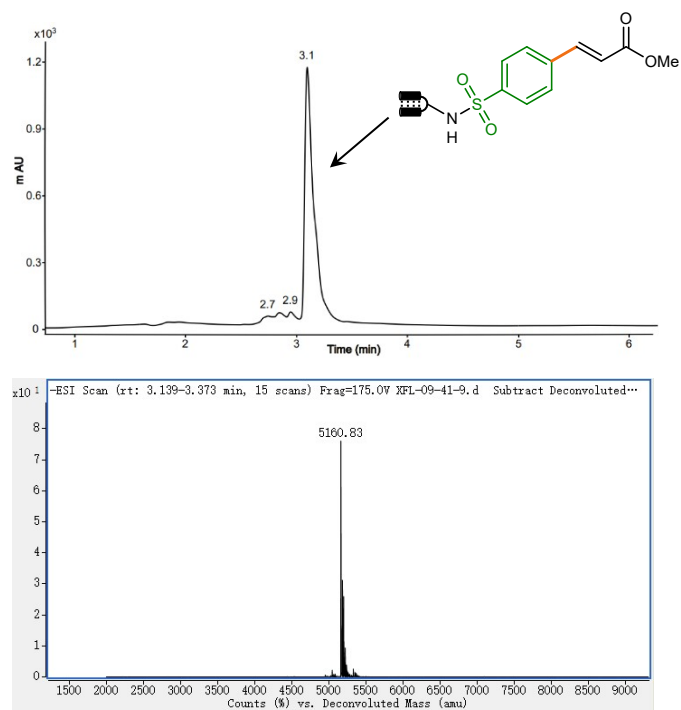 x10³
3.1
1.2
0.9
m AU
0.6
0.3
0
2.7
2.9
1 2 3 4 5 6
Time (min)
O
OMe
O
S
N
H
O
x10 1
-ESI Scan (rt: 3.139-3.373 min, 15 scans) Frag=175.0V XFL-09-41-9.d Subtract Deconvoluted…
5160.83
8
7
6
5
4
3
2
1
0
1500 2000 2500 3000 3500 4000 4500 5000 5500 6000 6500 7000 7500 8000 8500 9000
Counts (%) vs. Deconvoluted Mass (amu)